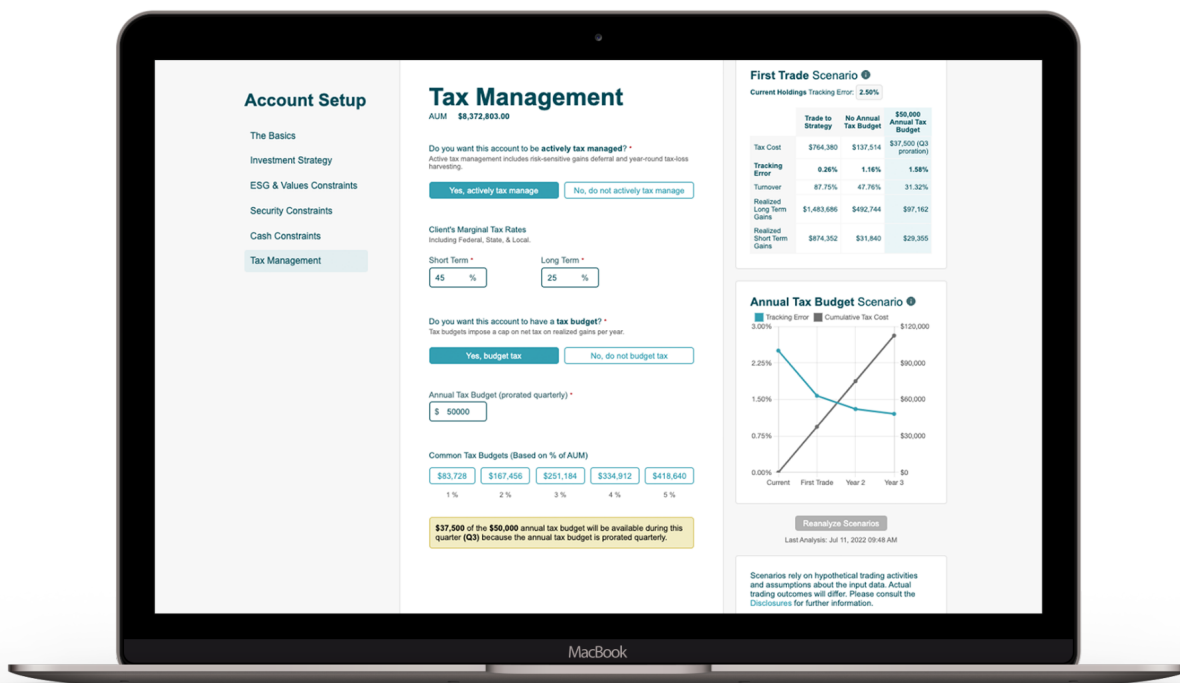 Account Setup
The Basics
Investment Strategy
ESG & Values Constraints
Security Constraints
Cash Constraints
Tax Management
Tax Management
AUM $8,372,803.00
Do you want this account to be actively tax managed? *
Active tax management includes risk-sensitive gains deferral and year-round tax-loss
harvesting.
Yes, actively tax manage No, do not actively tax manage
Client's Marginal Tax Rates
Including Federal, State, & Local.
Short Term * Long Term *
45 % 25 %
Do you want this account to have a tax budget? *
Tax budgets impose a cap on net tax on realized gains per year.
Yes, budget tax No, do not budget tax
Annual Tax Budget (prorated quarterly) *
$ 50000
Common Tax Budgets (Based on % of AUM)
$83,728 $167,456 $251,184 $334,912 $418,640
1 % 2 % 3 % 4 % 5 %
$37,500 of the $50,000 annual tax budget will be available during this
quarter (Q3) because the annual tax budget is prorated quarterly.
First Trade Scenario
Current Holdings Tracking Error: 2.50%
Trade to
Strategy
No Annual
Tax Budget
$50,000
Annual Tax
Budget
Tax Cost $764,380 $137,514 $37,500 (Q3
proration)
Tracking
Error 0.26% 1.16% 1.58%
Turnover 87.75% 47.76% 31.32%
Realized
Long Term
Gains $1,483,686 $492,744 $97,162
Realized
Short Term
Gains $874,352 $31,840 $29,355
Annual Tax Budget Scenario
Tracking Error Cumulative Tax Cost
3.00% $120,000
2.25% $90,000
1.50% $60,000
0.75% $30,000
0.00% $0
Current First Trade Year 2 Year 3
Reanalyze Scenarios
Last Analysis: Jul 11, 2022 09:48 AM
Scenarios rely on hypothetical trading activities
and assumptions about the input data. Actual
trading outcomes will differ. Please consult the
Disclosures for further information.
MacBook